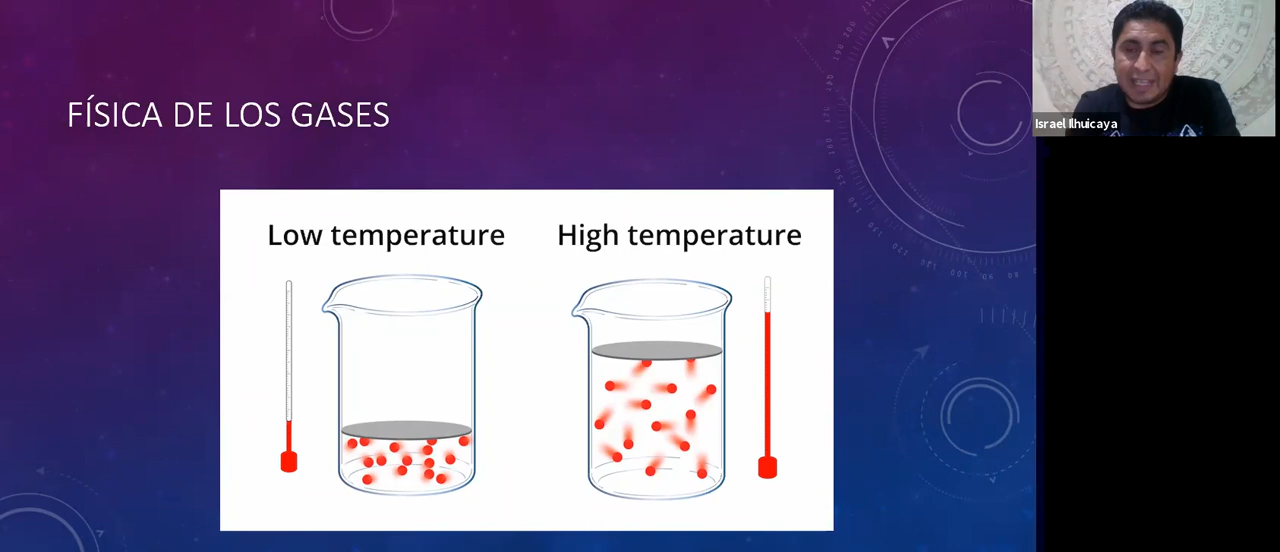 FÍSICA DE LOS GASES
Low temperature
High temperature
Israel Ilhuicaya